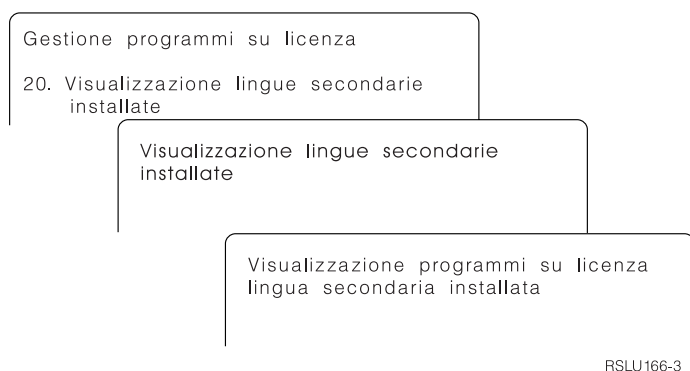 Gestione programmi su licenza
20. Visualizzazione lingue secondarie
installate
Visualizzazione lingue secondarie
installate
Visualizzazione programmi su licenza
lingua secondaria installata
RSLU166-3